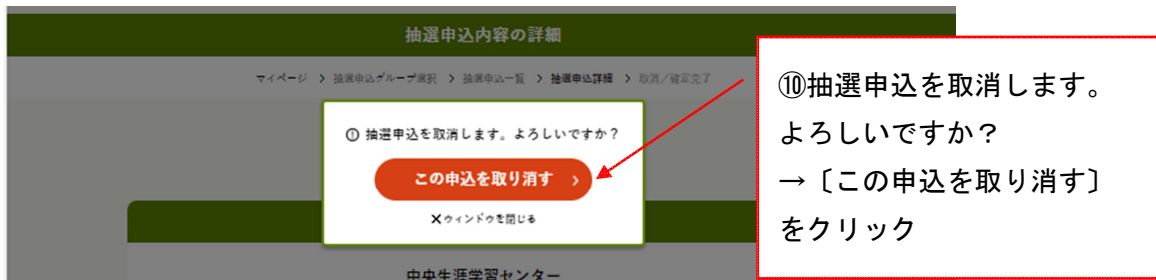 抽選申込内容の詳細
マイページ > 抽選申込グループ選択 > 抽選申込一覧 > 抽選申込詳細 > 取消／確定完了
① 抽選申込を取消します。よろしいですか？
この申込を取り消す >
×ウィンドウを閉じる
中央生涯学習センター
⑩抽選申込を取消します。
よろしいですか？
→〔この申込を取り消す〕
をクリック